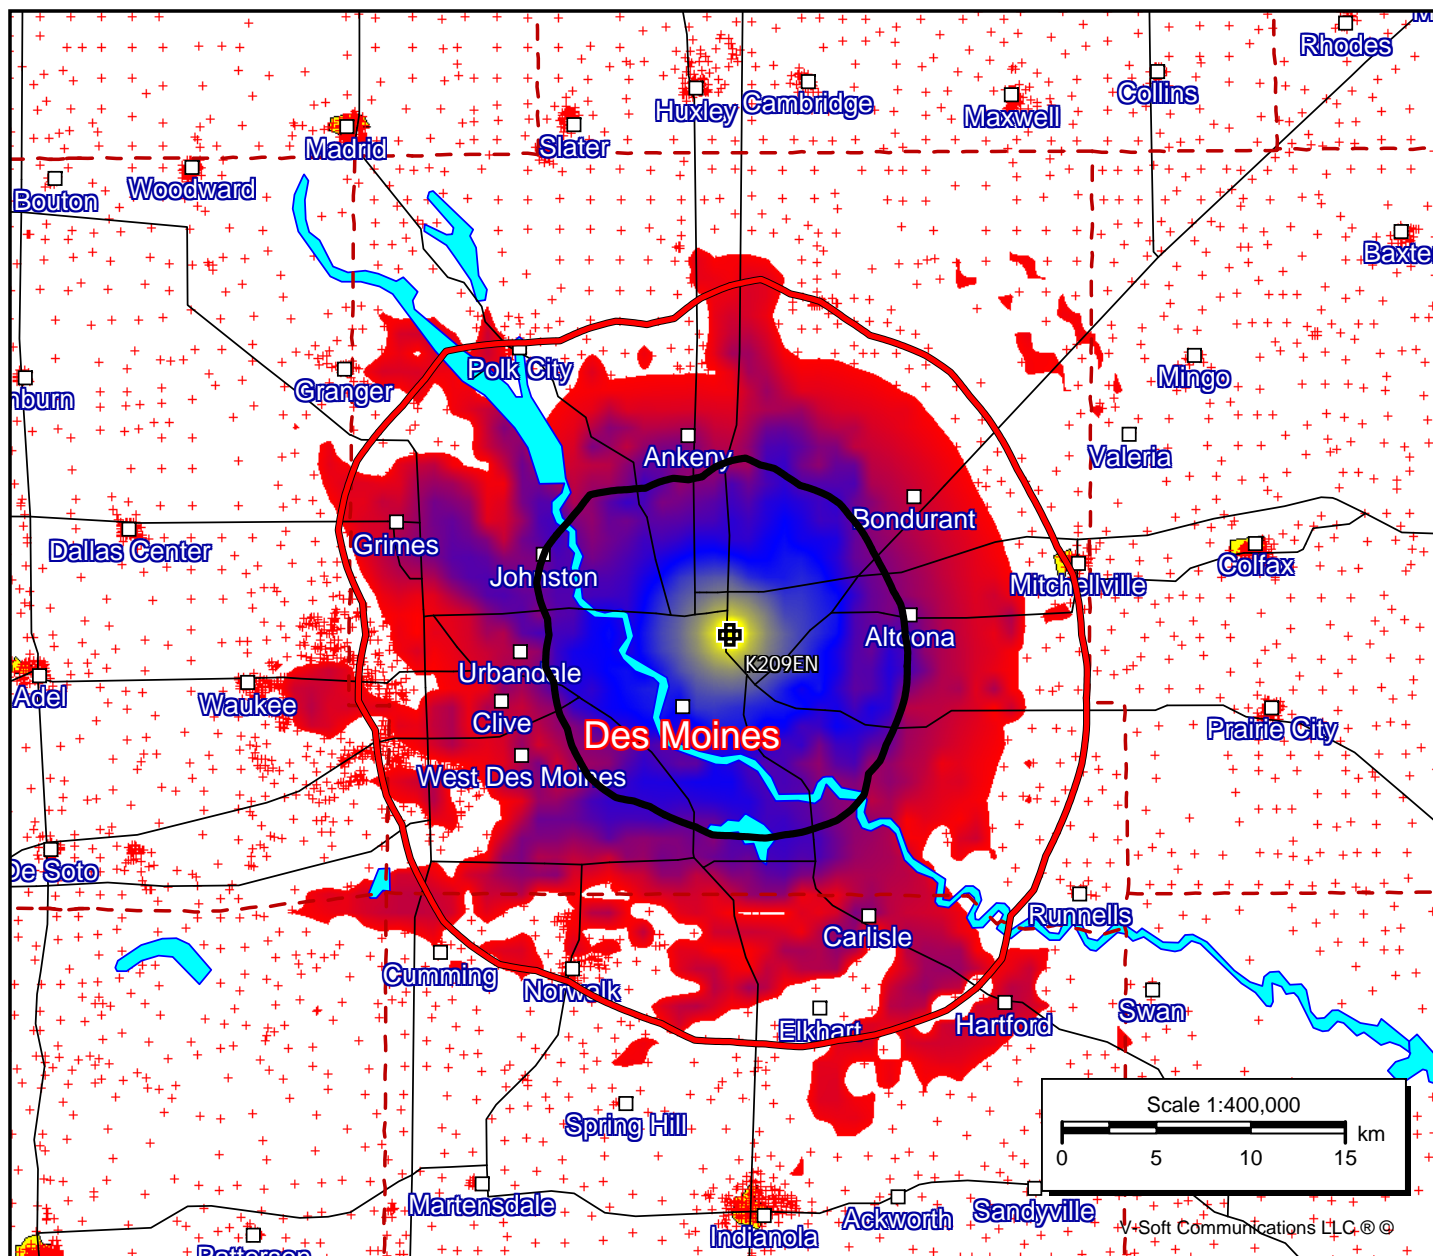 Rhodes
Collins
Huxley
Cambridge
Maxwell
Madrid
Slater
Woodward
Bouton
Baxte
Polk City
Granger
Mingo
nburn
Ankeny
Valeria
Bondurant
Dallas Center
Grimes
Johnston
Mitchellville
Colfax
Altoona
K209EN
Urbandale
Adel
Waukee
Clive
Des Moines
Prairie City
West Des Moines
De Soto
Runnells
Carlisle
Cumming
Norwalk
Elkhart
Hartford
Swan
Spring Hill
Scale 1:400,000
km
0 5 10 15
Martensdale
Ackworth
Sandyville
Indianola
V-Soft Communications LLC ® ©
Patterson